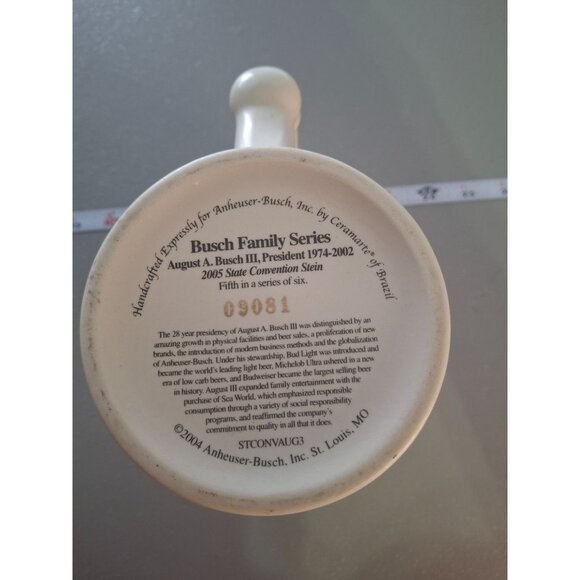 Handcrafted Expressly for Anheuser-Busch, Inc. by Ceramarte® of Brazil
Busch Family Series
August A. Busch III, President 1974-2002
2005 State Convention Stein
Fifth in a series of six.
09081
The 28 year presidency of August A. Busch III was distinguished by an
amazing growth in physical facilities and beer sales, a proliferation of new
brands, the introduction of modern business methods and the globalization
of Anheuser-Busch. Under his stewardship, Bud Light was introduced and
became the world's leading light beer, Michelob Ultra ushered in a new
era of low carb beers, and Budweiser became the largest selling beer
in history. August III expanded family entertainment with the
purchase of Sea World, which emphasized responsible
consumption through a variety of social responsibility
programs, and reaffirmed the company's
commitment to quality in all that it does.
STCONVAUG3
©2004 Anheuser-Busch, Inc. St. Louis, MO